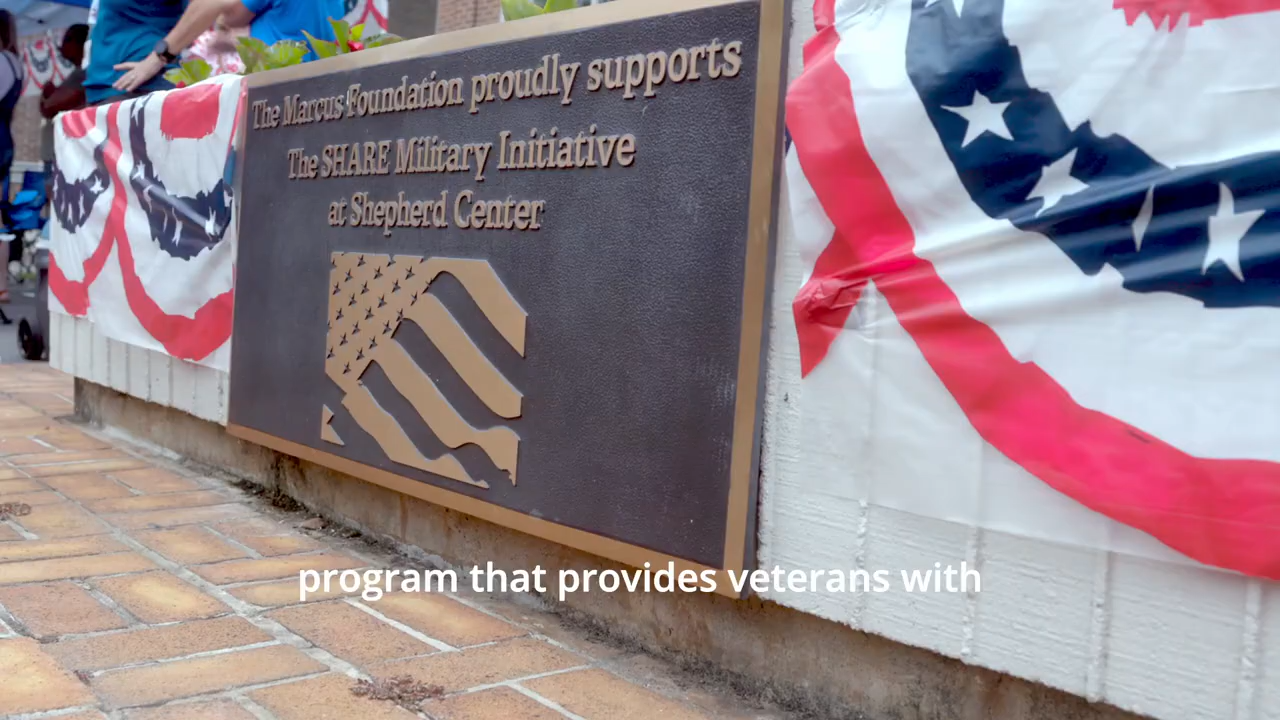 The Marcus Foundation proudly supports
The SHARE Military Initiative
at Shepherd Center
program that provides veterans with